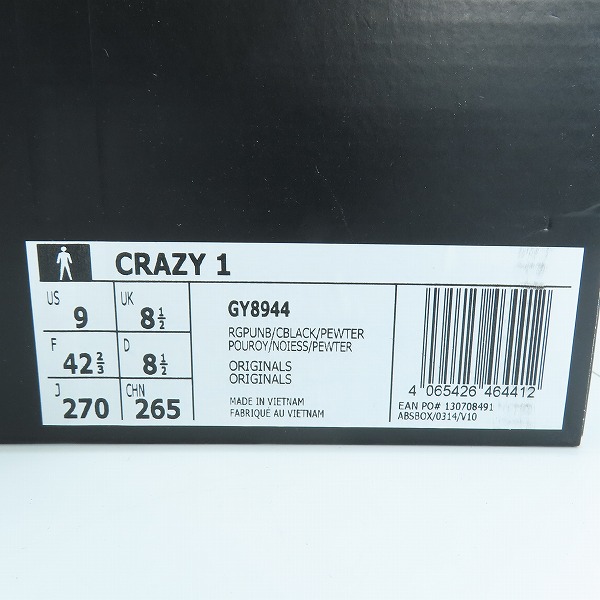 CRAZY 1
US 9
UK 8 1/2
F 42 2/3
D 8 1/2
J 270
CHN 265
GY8944
RGPUNB/CBLACK/PEWTER
POUROY/NOIESS/PEWTER
ORIGINALS
ORIGINALS
MADE IN VIETNAM
FABRIQUÉ AU VIETNAM
4 065426 464412
EAN PO# 130708491
ABSBOX/0314/V10